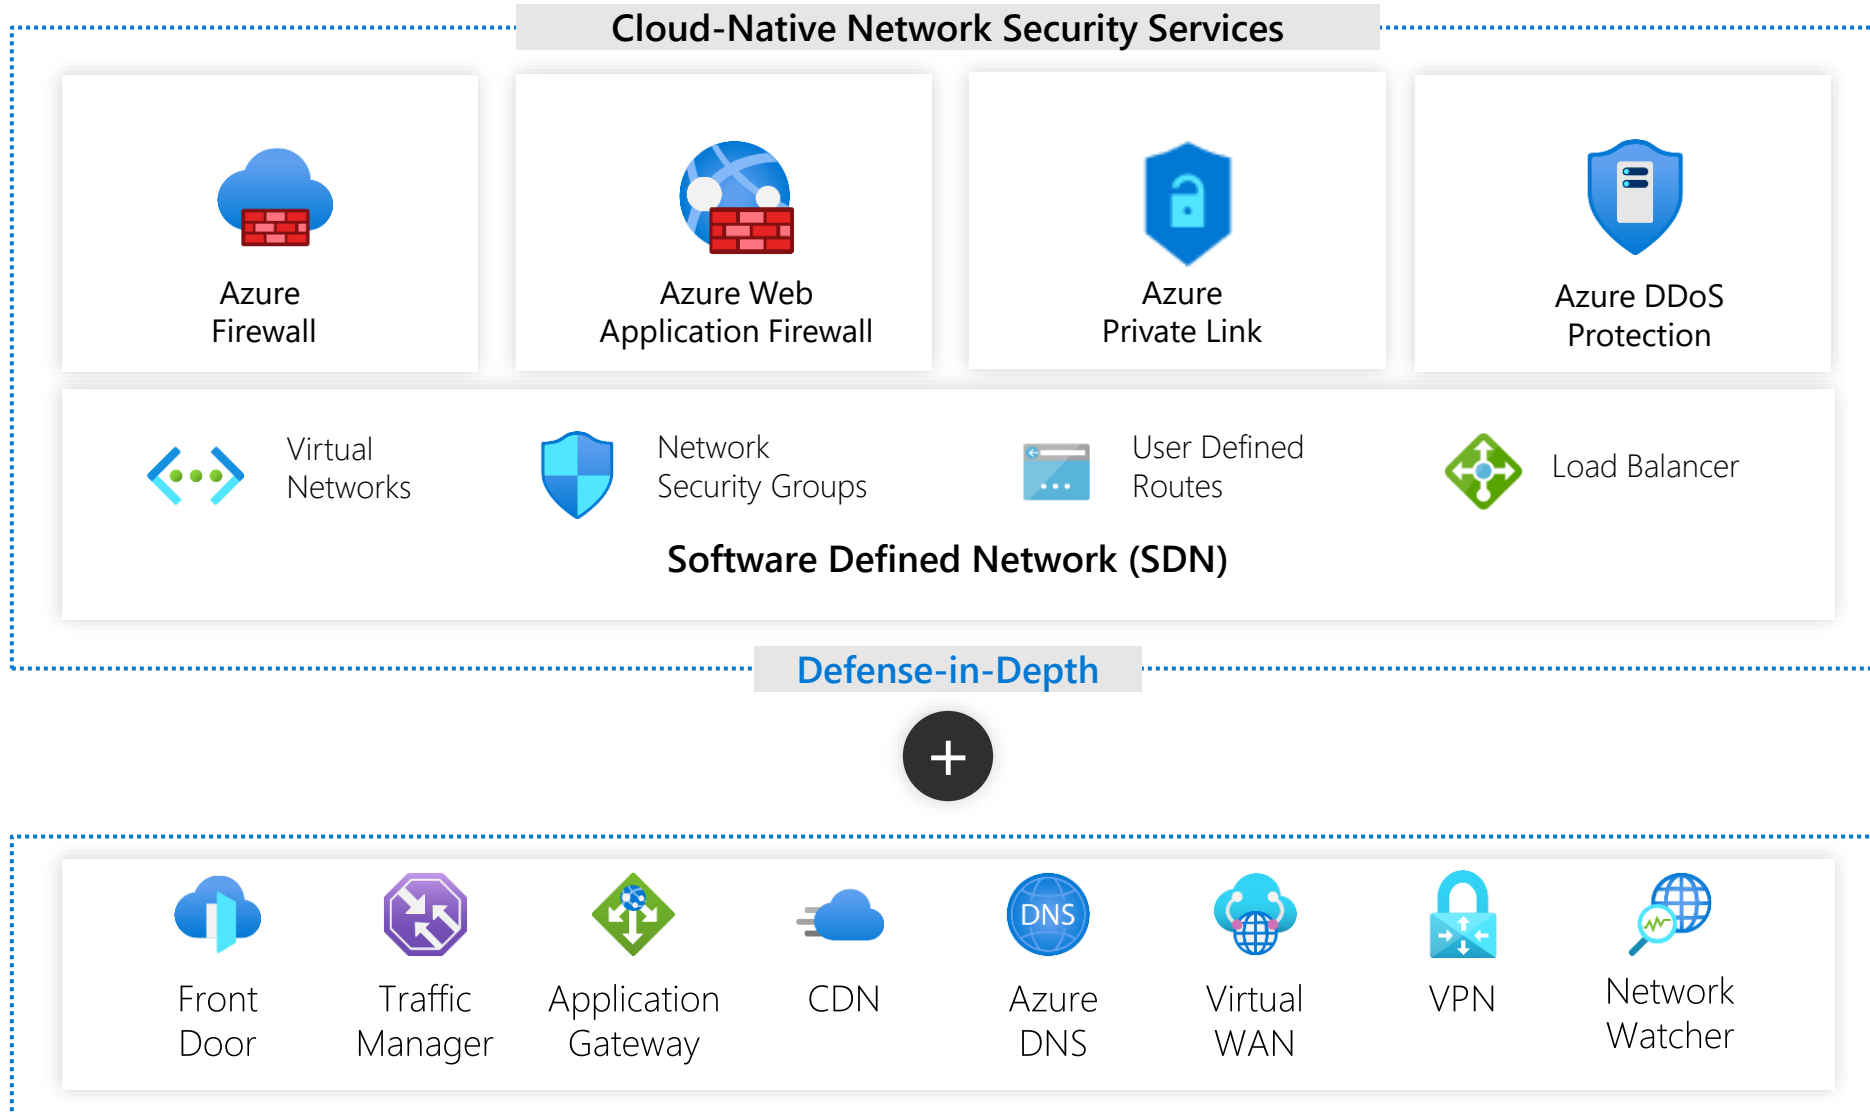 Cloud-Native Network Security Services
Azure
Firewall
Azure Web
Application Firewall
Azure
Private Link
Azure DDoS
Protection
Virtual
Networks
Network
Security Groups
User Defined
Routes
Load Balancer
Software Defined Network (SDN)
Defense-in-Depth
+
Front
Door
Traffic
Manager
Application
Gateway
CDN
DNS
Azure
DNS
Virtual
WAN
VPN
Network
Watcher